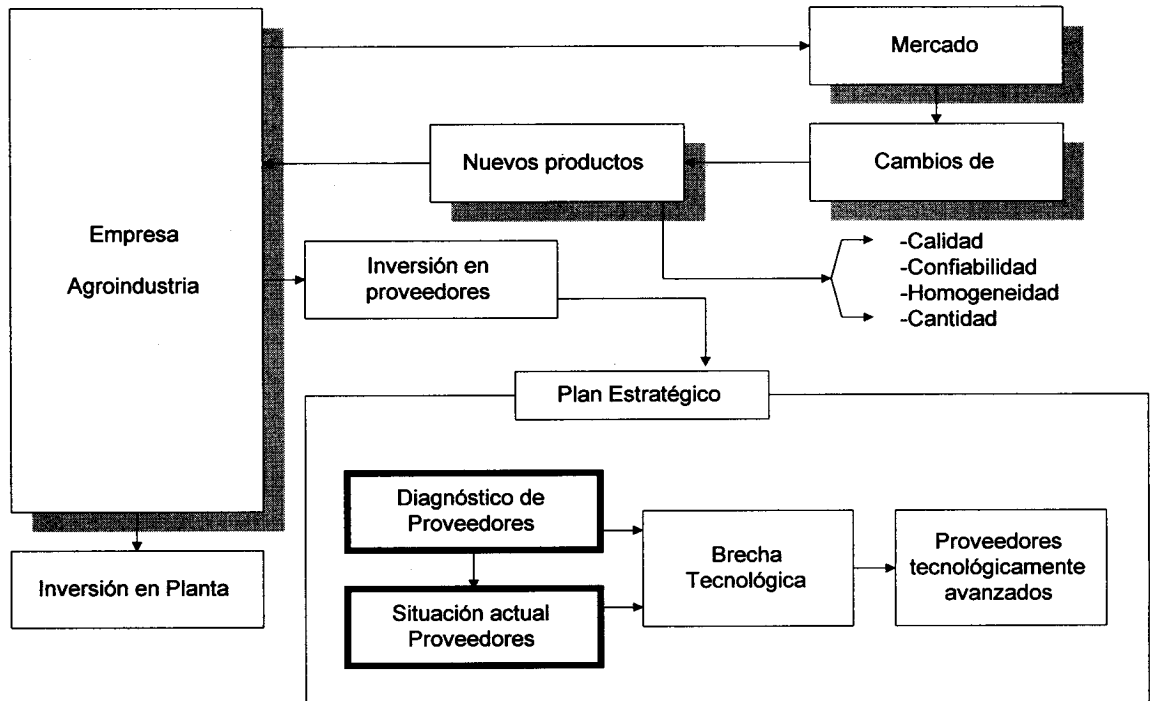 Mercado
Nuevos productos
Cambios de
Empresa
Agroindustria
Inversión en
proveedores
-Calidad
-Confiabilidad
-Homogeneidad
-Cantidad
Plan Estratégico
Diagnóstico de
Proveedores
Brecha
Tecnológica
Proveedores
tecnológicamente
avanzados
Inversión en Planta
Situación actual
Proveedores